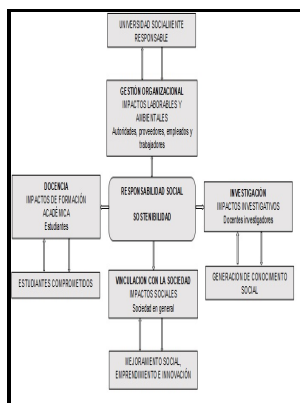 UNIVERSIDAD SOCIALMENTE
RESPONSABLE
GESTIÓN ORGANIZACIONAL
IMPACTOS LABORABLES Y
AMBIENTALES
Autoridades, proveedores, empleados y
trabajadores
DOCENCIA
IMPACTOS DE FORMACIÓN
ACADÉMICA
Estudiantes
RESPONSABILIDAD SOCIAL
SOSTENIBILIDAD
INVESTIGACIÓN
IMPACTOS INVESTIGATIVOS
Docentes investigadores
ESTUDIANTES COMPROMETIDOS
VINCULACIÓN CON LA SOCIEDAD
IMPACTOS SOCIALES
Sociedad en general
GENERACIÓN DE CONOCIMIENTO
SOCIAL
MEJORAMIENTO SOCIAL,
EMPRENDIMIENTO E INNOVACIÓN